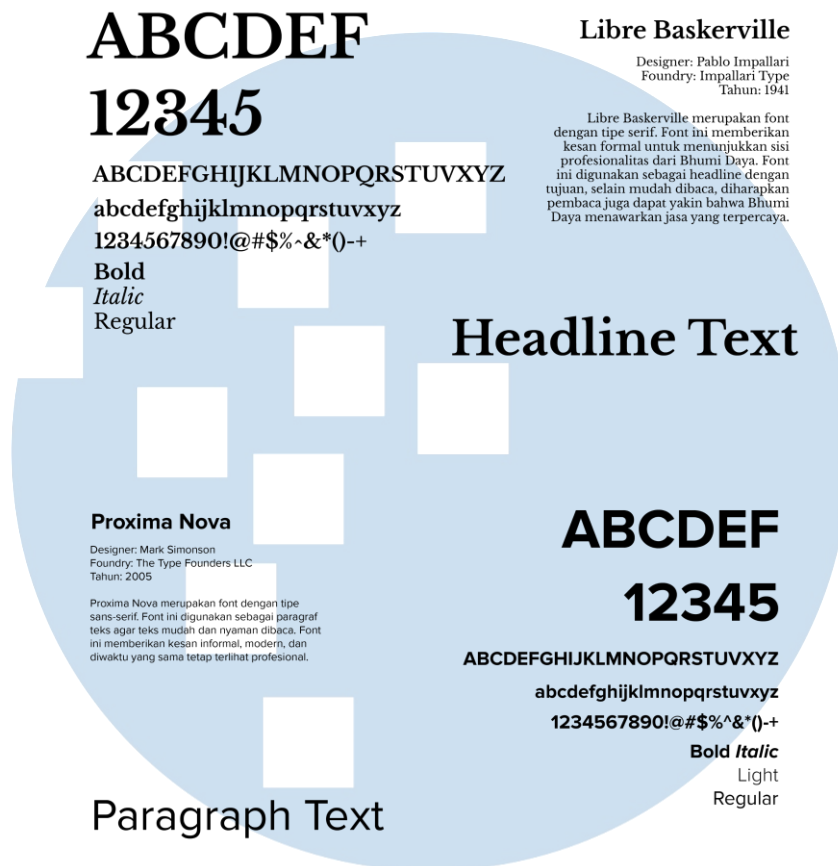 ABCDEF
12345
ABCDEFGHIJKLMNOPQRSTUVXYZ
abcdefghijklmnopqrstuvxyz
1234567890!@#$%^&*()-+
Bold
Italic
Regular
Libre Baskerville
Designer: Pablo Impallari
Foundry: Impallari Type
Tahun: 1941
Libre Baskerville merupakan font
dengan tipe serif. Font ini memberikan
kesan formal untuk menunjukkan sisi
profesionalitas dari Bhumi Daya. Font
ini digunakan sebagai headline dengan
tujuan, selain mudah dibaca, diharapkan
pembaca juga dapat yakin bahwa Bhumi
Daya menawarkan jasa yang terpercaya.
Headline Text
Proxima Nova
Designer: Mark Simonson
Foundry: The Type Founders LLC
Tahun: 2005
Proxima Nova merupakan font dengan tipe
sans-serif. Font ini digunakan sebagai paragraf
teks agar teks mudah dan nyaman dibaca. Font
ini memberikan kesan informal, modern, dan
diwaktu yang sama tetap terlihat profesional.
Paragraph Text
ABCDEF
12345
ABCDEFGHIJKLMNOPQRSTUVXYZ
abcdefghijklmnopqrstuvxyz
1234567890!@#$%^&*()-+
Bold Italic
Light
Regular